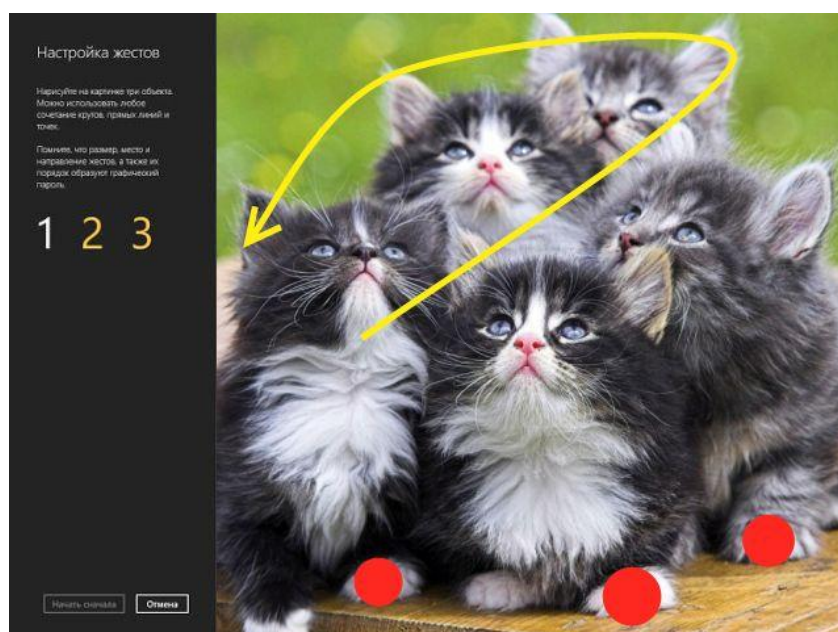 Настройка жестов
Нарисуйте на картинке три объекта.
Можно использовать любое
сочетание кругов, прямых линий и
точек.
Помните, что размер, место и
направление жестов, а также их
порядок образуют графический
пароль.
1 2 3
Начать сначала Отмена